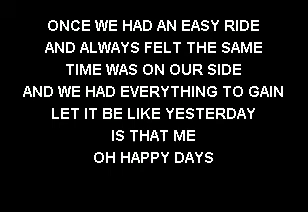 ONCE WE HAD AN EASY RIDE
AND ALWAYS FELT THE SAME
TIME WAS ON OUR SIDE
AND WE HAD EVERYTHING TO GAIN
LET IT BE LIKE YESTERDAY
IS THAT ME
OH HAPPY DAYS